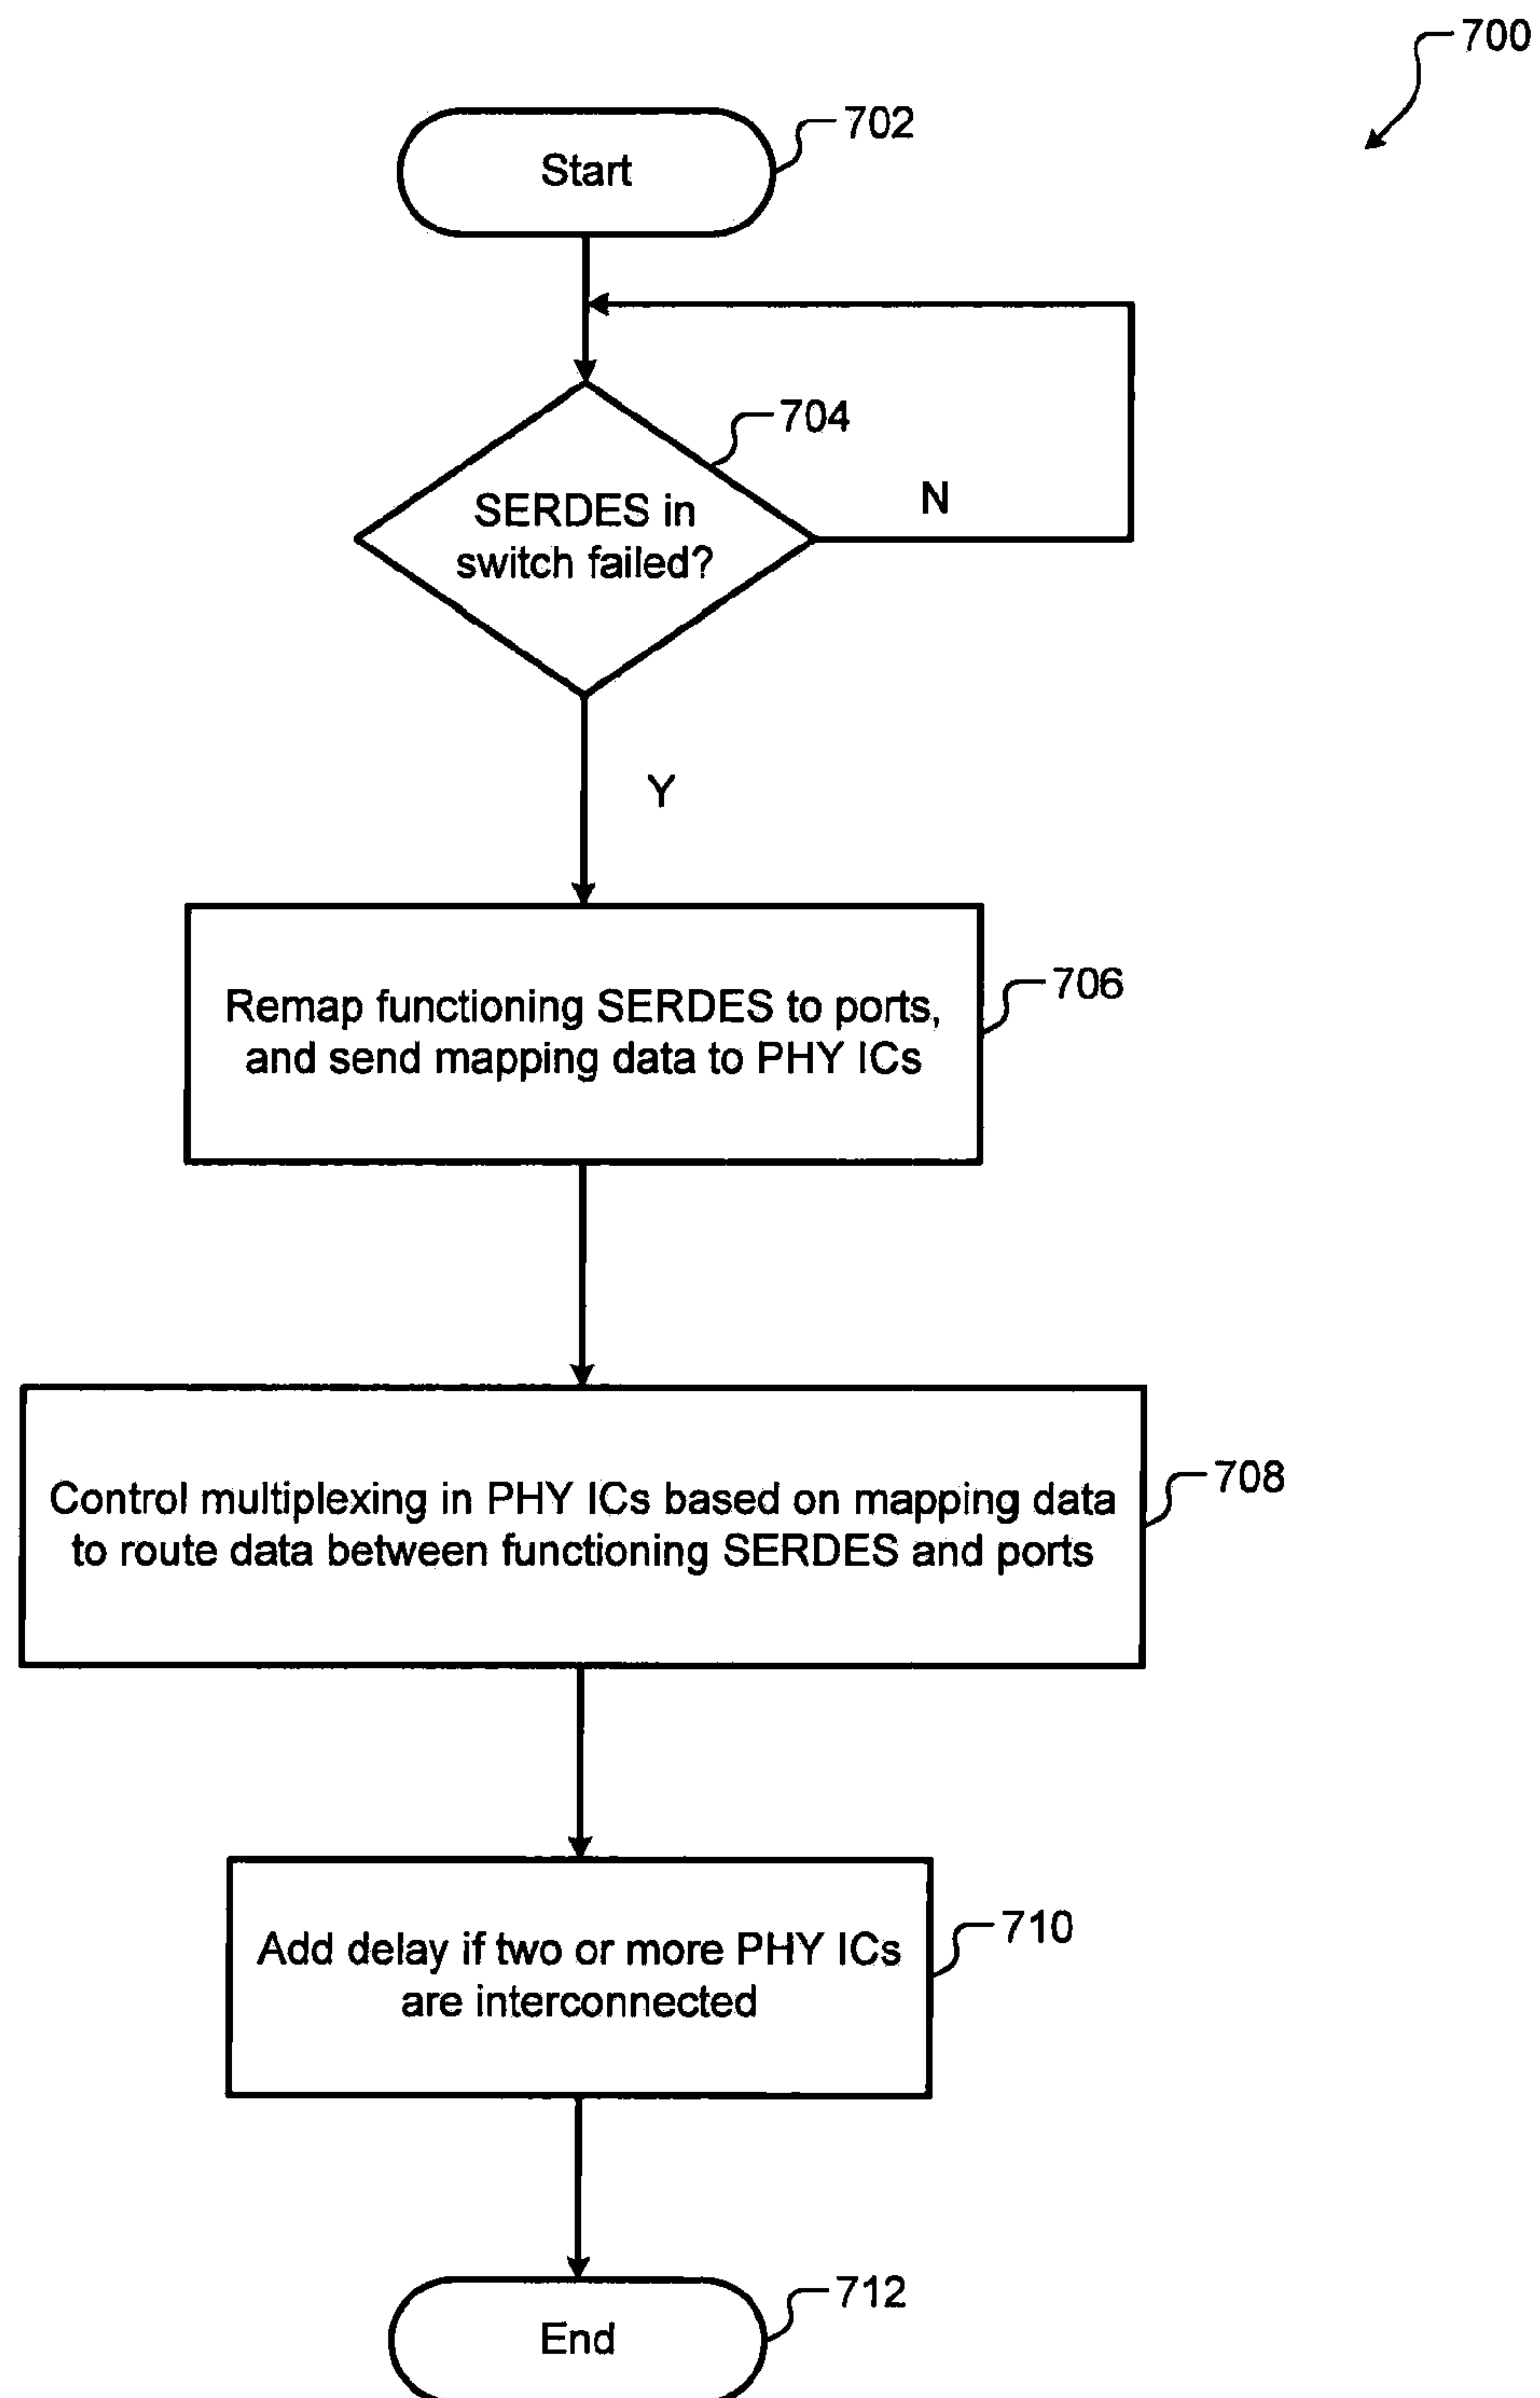 700
702
Start
704
SERDES in
switch failed?
N
Y
706
Remap functioning SERDES to ports,
and send mapping data to PHY ICs
708
Control multiplexing in PHY ICs based on mapping data
to route data between functioning SERDES and ports
710
Add delay if two or more PHY ICs
are interconnected
712
End